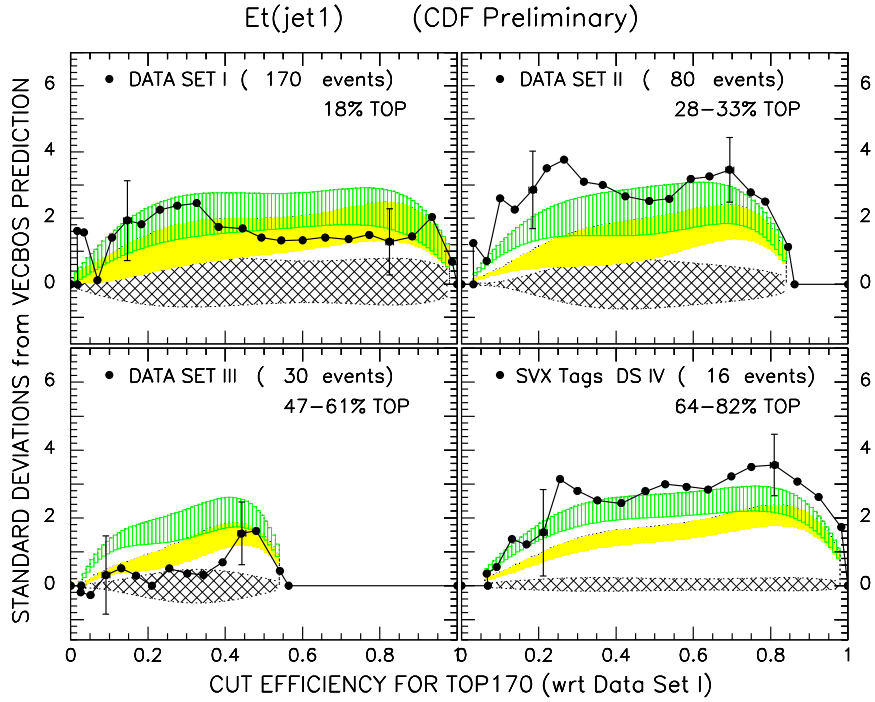 Et(jet1) (CDF Preliminary)
STANDARD DEVIATIONS from VECBOS PREDICTION
DATA SET I ( 170 events)
18% TOP
DATA SET II ( 80 events)
28-33% TOP
6 6
4 4
2 2
0 0
DATA SET III ( 30 events)
47-61% TOP
SVX Tags DS IV ( 16 events)
64-82% TOP
6 6
4 4
2 2
0 0
0 0.2 0.4 0.6 0.8 1 0 0.2 0.4 0.6 0.8 1
CUT EFFICIENCY FOR TOP170 (wrt Data Set I)